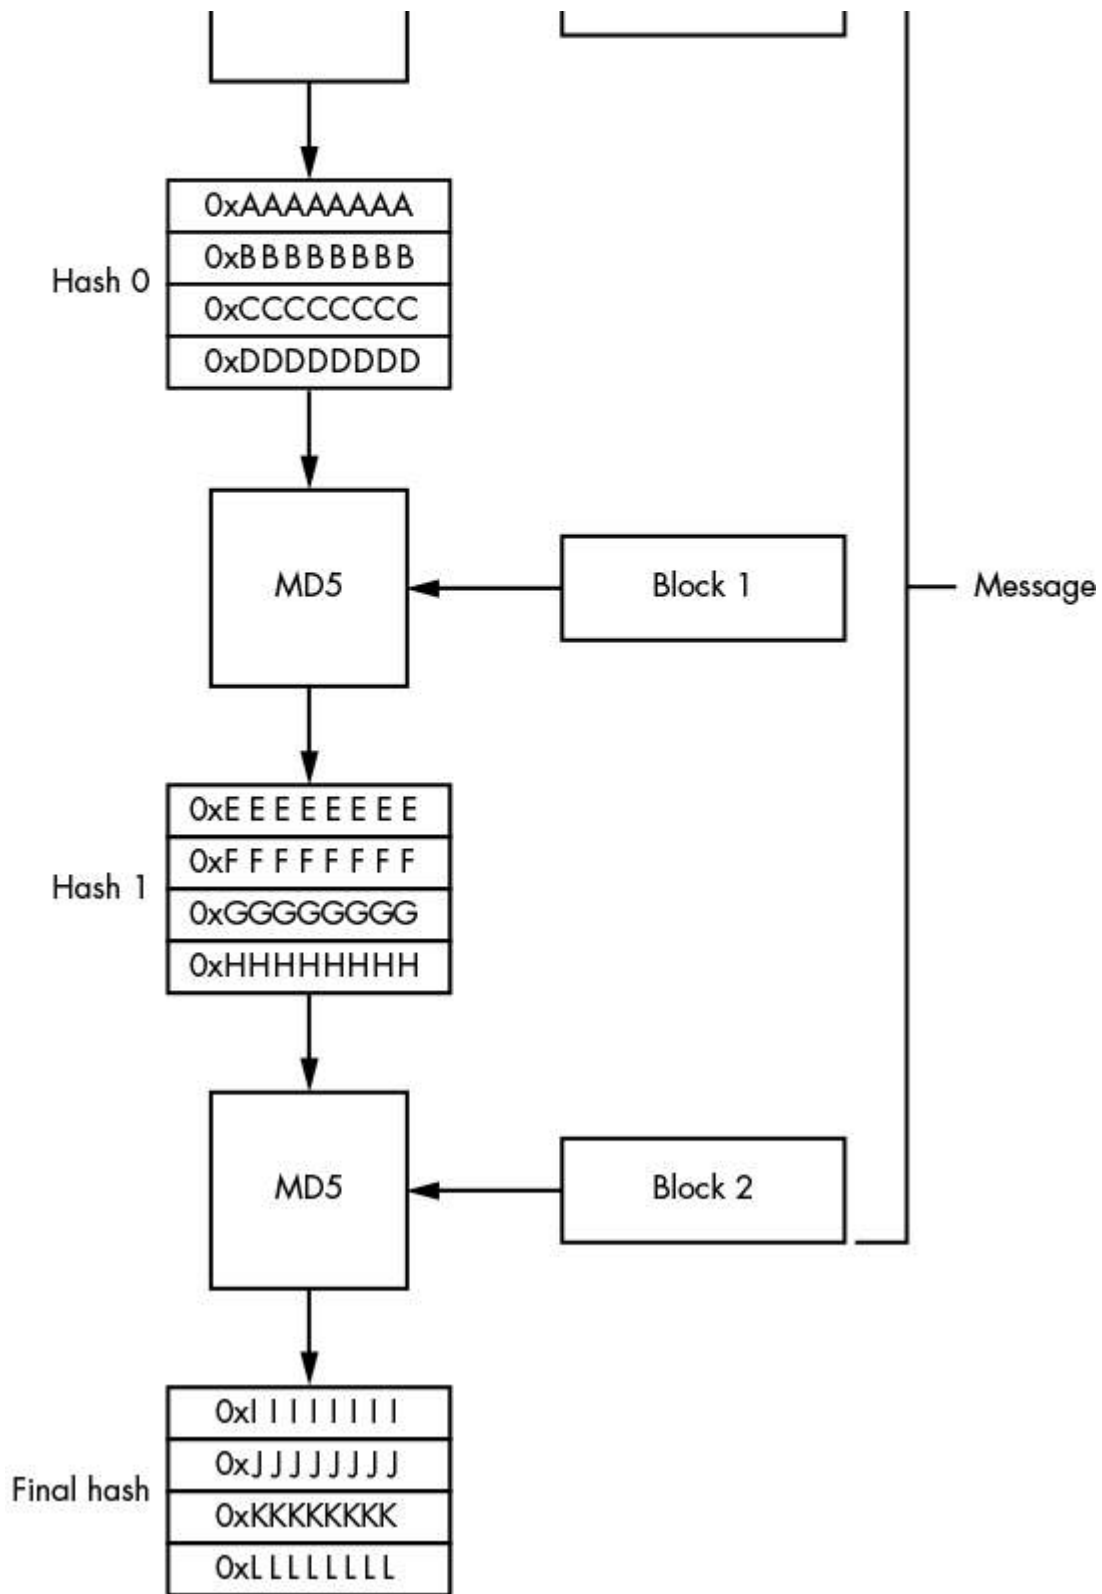 0xAAAAAAAA
0xBBBBBBBB
Hash 0
0xCCCCCCCC
0xDDDDDDDD
MD5
Block 1
Message
0xEEEEEEEE
0xFFFFFFFF
Hash 1
0xGGGGGGGG
0xHHHHHHHH
MD5
Block 2
0xIIIIIIII
0xJJJJJJJJ
Final hash
0xKKKKKKKK
0xLLLLLLLL